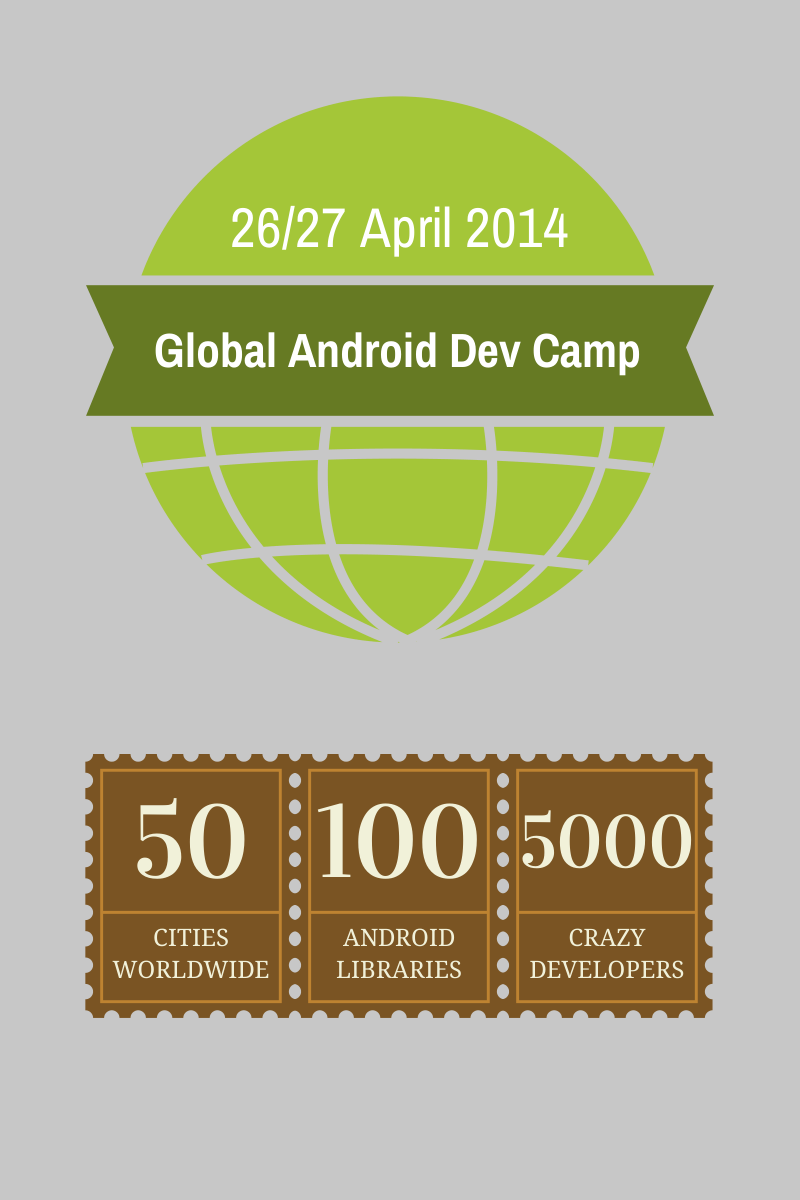 26/27 April 2014
Global Android Dev Camp
50
CITIES
WORLDWIDE
100
ANDROID
LIBRARIES
5000
CRAZY
DEVELOPERS